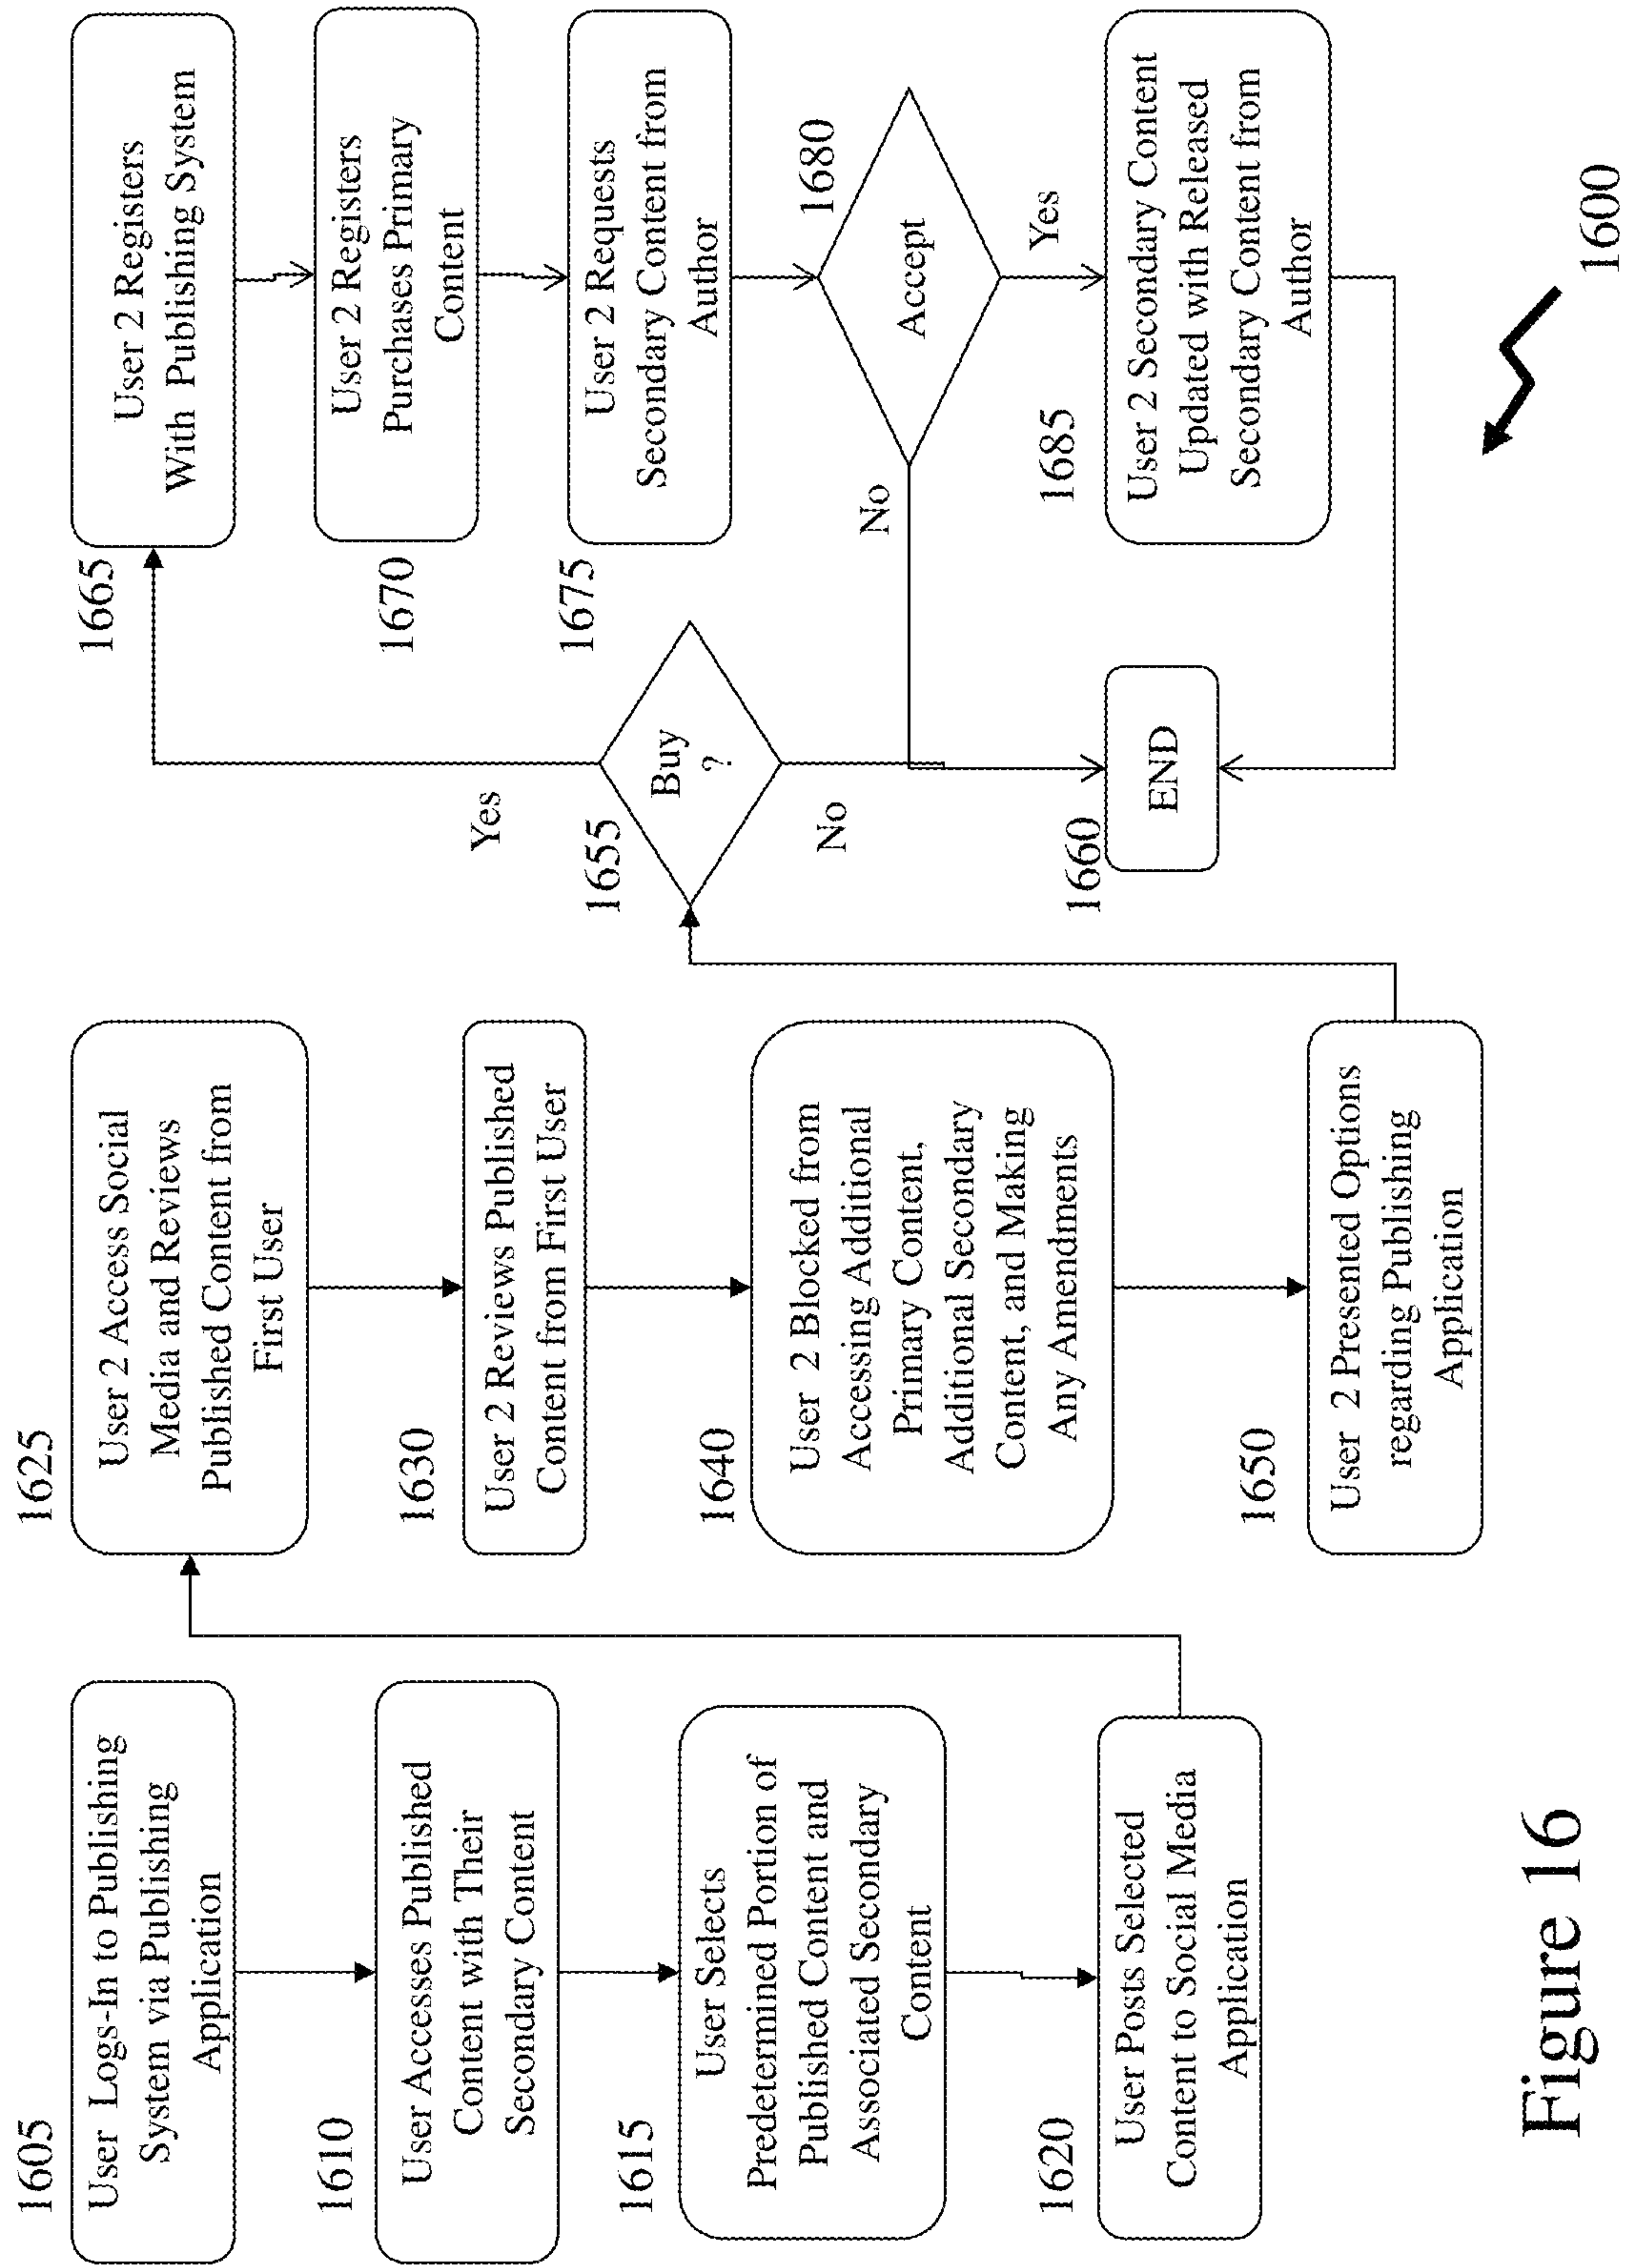 1605
User Logs-In to Publishing
System via Publishing
Application
1610
User Accesses Published
Content with Their
Secondary Content
1615
User Selects
Predetermined Portion of
Published Content and
Associated Secondary
Content
1620
User Posts Selected
Content to Social Media
Application
1625
User 2 Access Social
Media and Reviews
Published Content from
First User
1630
User 2 Reviews Published
Content from First User
1640
User 2 Blocked from
Accessing Additional
Primary Content,
Additional Secondary
Content, and Making
Any Amendments
1650
User 2 Presented Options
regarding Publishing
Application
1655
Buy
?
Yes
No
1660
END
1665
User 2 Registers
With Publishing System
1670
User 2 Registers
Purchases Primary
Content
1675
User 2 Requests
Secondary Content from
Author
1680
Accept
No
Yes
1685
User 2 Secondary Content
Updated with Released
Secondary Content from
Author
1600
Figure 16